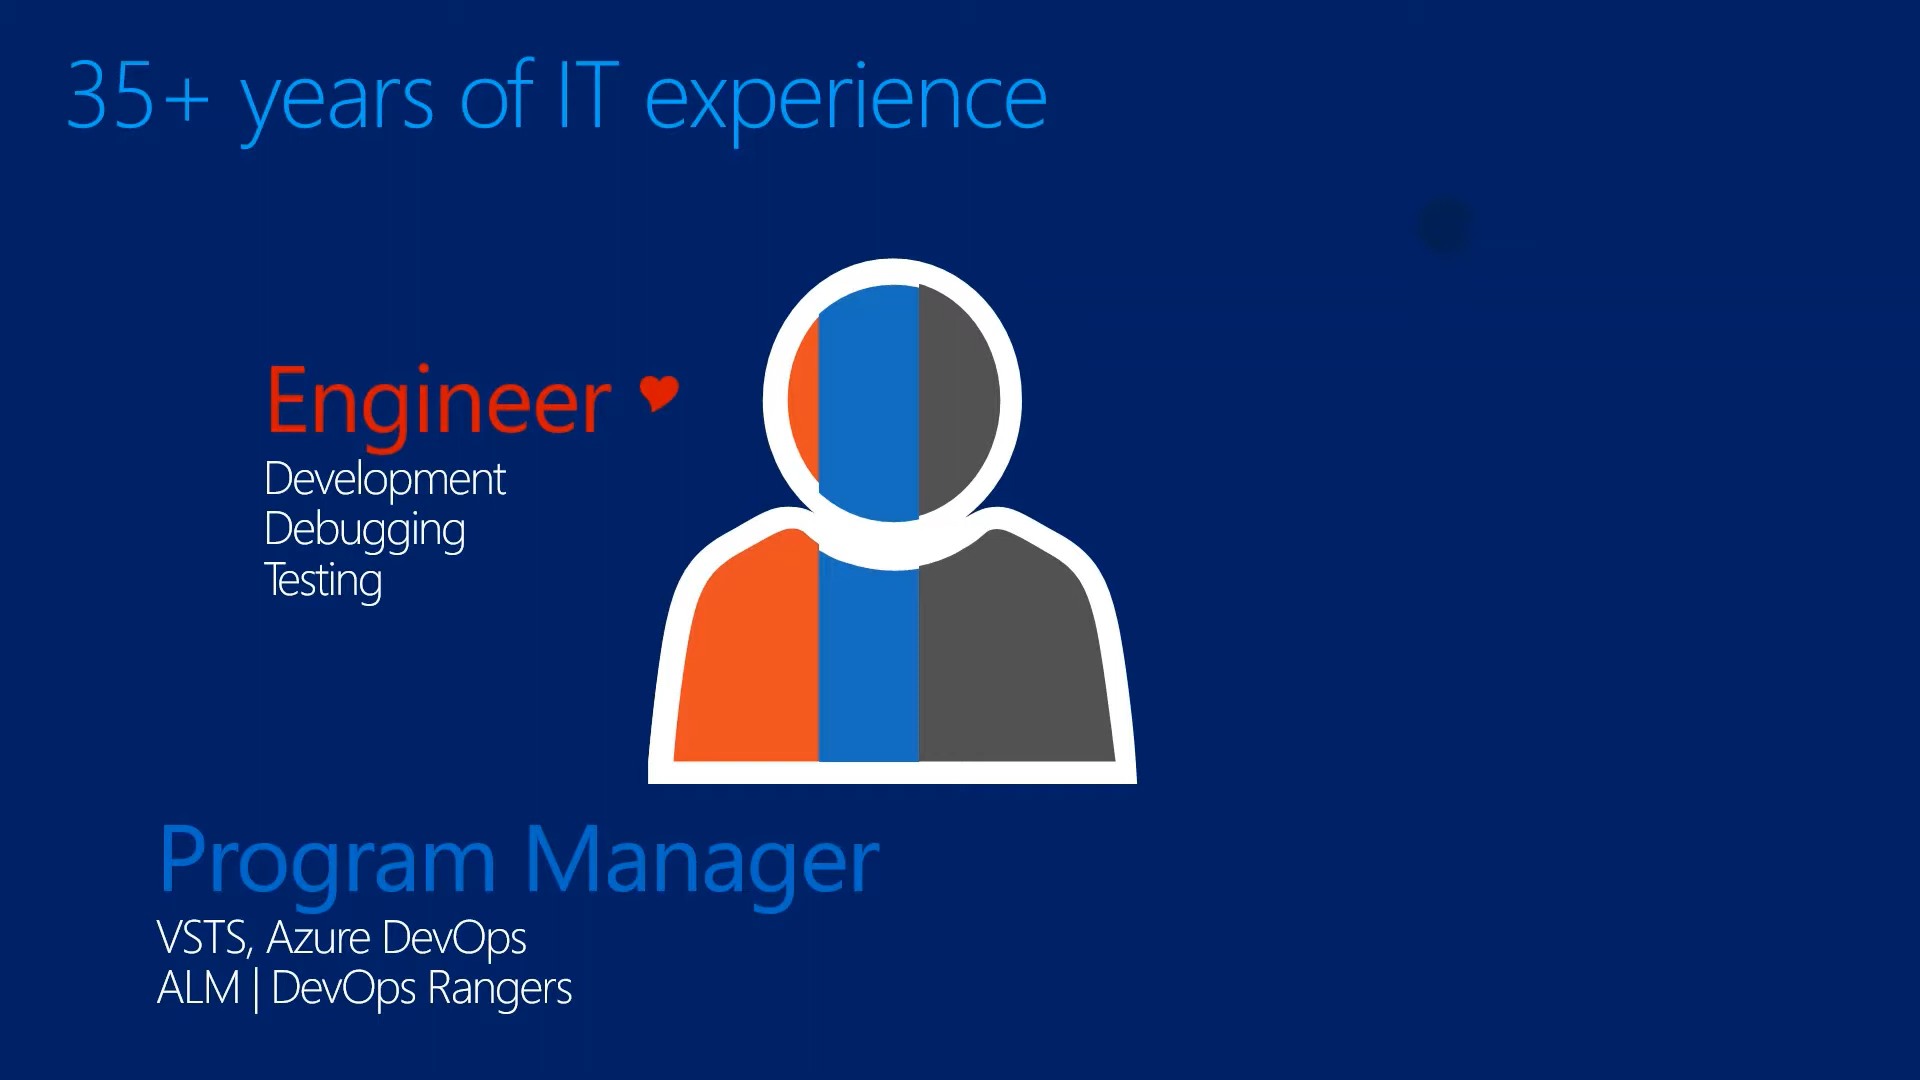 35+ years of IT experience
Engineer
Development
Debugging
Testing
Program Manager
VSTS, Azure DevOps
ALM | DevOps Rangers